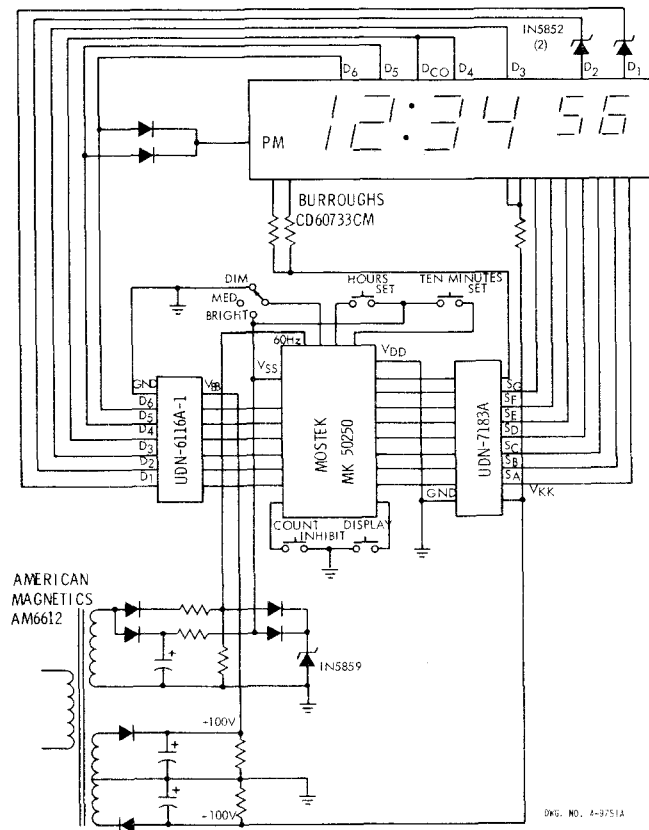 IN5852
(2)
D6 D5 DCO D4 D3 D2 D1
12:34 56
PM
BURROUGHS
CD60733CM
DIM
MED
BRIGHT
HOURS
SET
TEN MINUTES
SET
60Hz
VSS
VDD
GND
VBB
D6
D5
D4
D3
D2
D1
UDN-6116A-1
MOSTEK
MK 50250
UDN-7183A
SG
SF
SE
SD
SC
SB
SA
GND
VKK
COUNT DISPLAY
INHIBIT
AMERICAN
MAGNETICS
AM6612
IN5859
+100V
-100V
DWG. NO. A-9751A